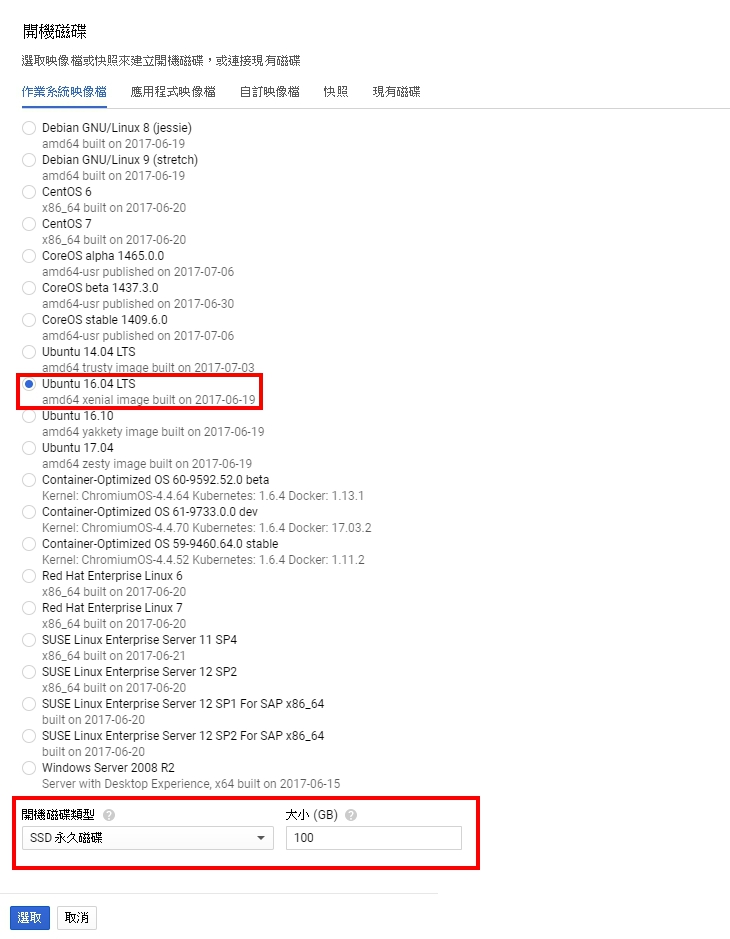 開機磁碟
選取映像檔或快照來建立開機磁碟，或連接現有磁碟
作業系統映像檔 應用程式映像檔 自訂映像檔 快照 現有磁碟
Debian GNU/Linux 8 (jessie)
amd64 built on 2017-06-19
Debian GNU/Linux 9 (stretch)
amd64 built on 2017-06-19
CentOS 6
x86_64 built on 2017-06-20
CentOS 7
x86_64 built on 2017-06-20
CoreOS alpha 1465.0.0
amd64-usr published on 2017-07-06
CoreOS beta 1437.3.0
amd64-usr published on 2017-06-30
CoreOS stable 1409.6.0
amd64-usr published on 2017-07-06
Ubuntu 14.04 LTS
amd64 trusty image built on 2017-07-03
Ubuntu 16.04 LTS
amd64 xenial image built on 2017-06-19
Ubuntu 16.10
amd64 yakkety image built on 2017-06-19
Ubuntu 17.04
amd64 zesty image built on 2017-06-19
Container-Optimized OS 60-9592.52.0 beta
Kernel: ChromiumOS-4.4.64 Kubernetes: 1.6.4 Docker: 1.13.1
Container-Optimized OS 61-9733.0.0 dev
Kernel: ChromiumOS-4.4.70 Kubernetes: 1.6.4 Docker: 17.03.2
Container-Optimized OS 59-9460.64.0 stable
Kernel: ChromiumOS-4.4.52 Kubernetes: 1.6.4 Docker: 1.11.2
Red Hat Enterprise Linux 6
x86_64 built on 2017-06-20
Red Hat Enterprise Linux 7
x86_64 built on 2017-06-20
SUSE Linux Enterprise Server 11 SP4
x86_64 built on 2017-06-21
SUSE Linux Enterprise Server 12 SP2
x86_64 built on 2017-06-20
SUSE Linux Enterprise Server 12 SP1 For SAP x86_64
built on 2017-06-20
SUSE Linux Enterprise Server 12 SP2 For SAP x86_64
built on 2017-06-20
Windows Server 2008 R2
Server with Desktop Experience, x64 built on 2017-06-15
開機磁碟類型 ? 大小 (GB) ?
SSD 永久磁碟 100
選取 取消